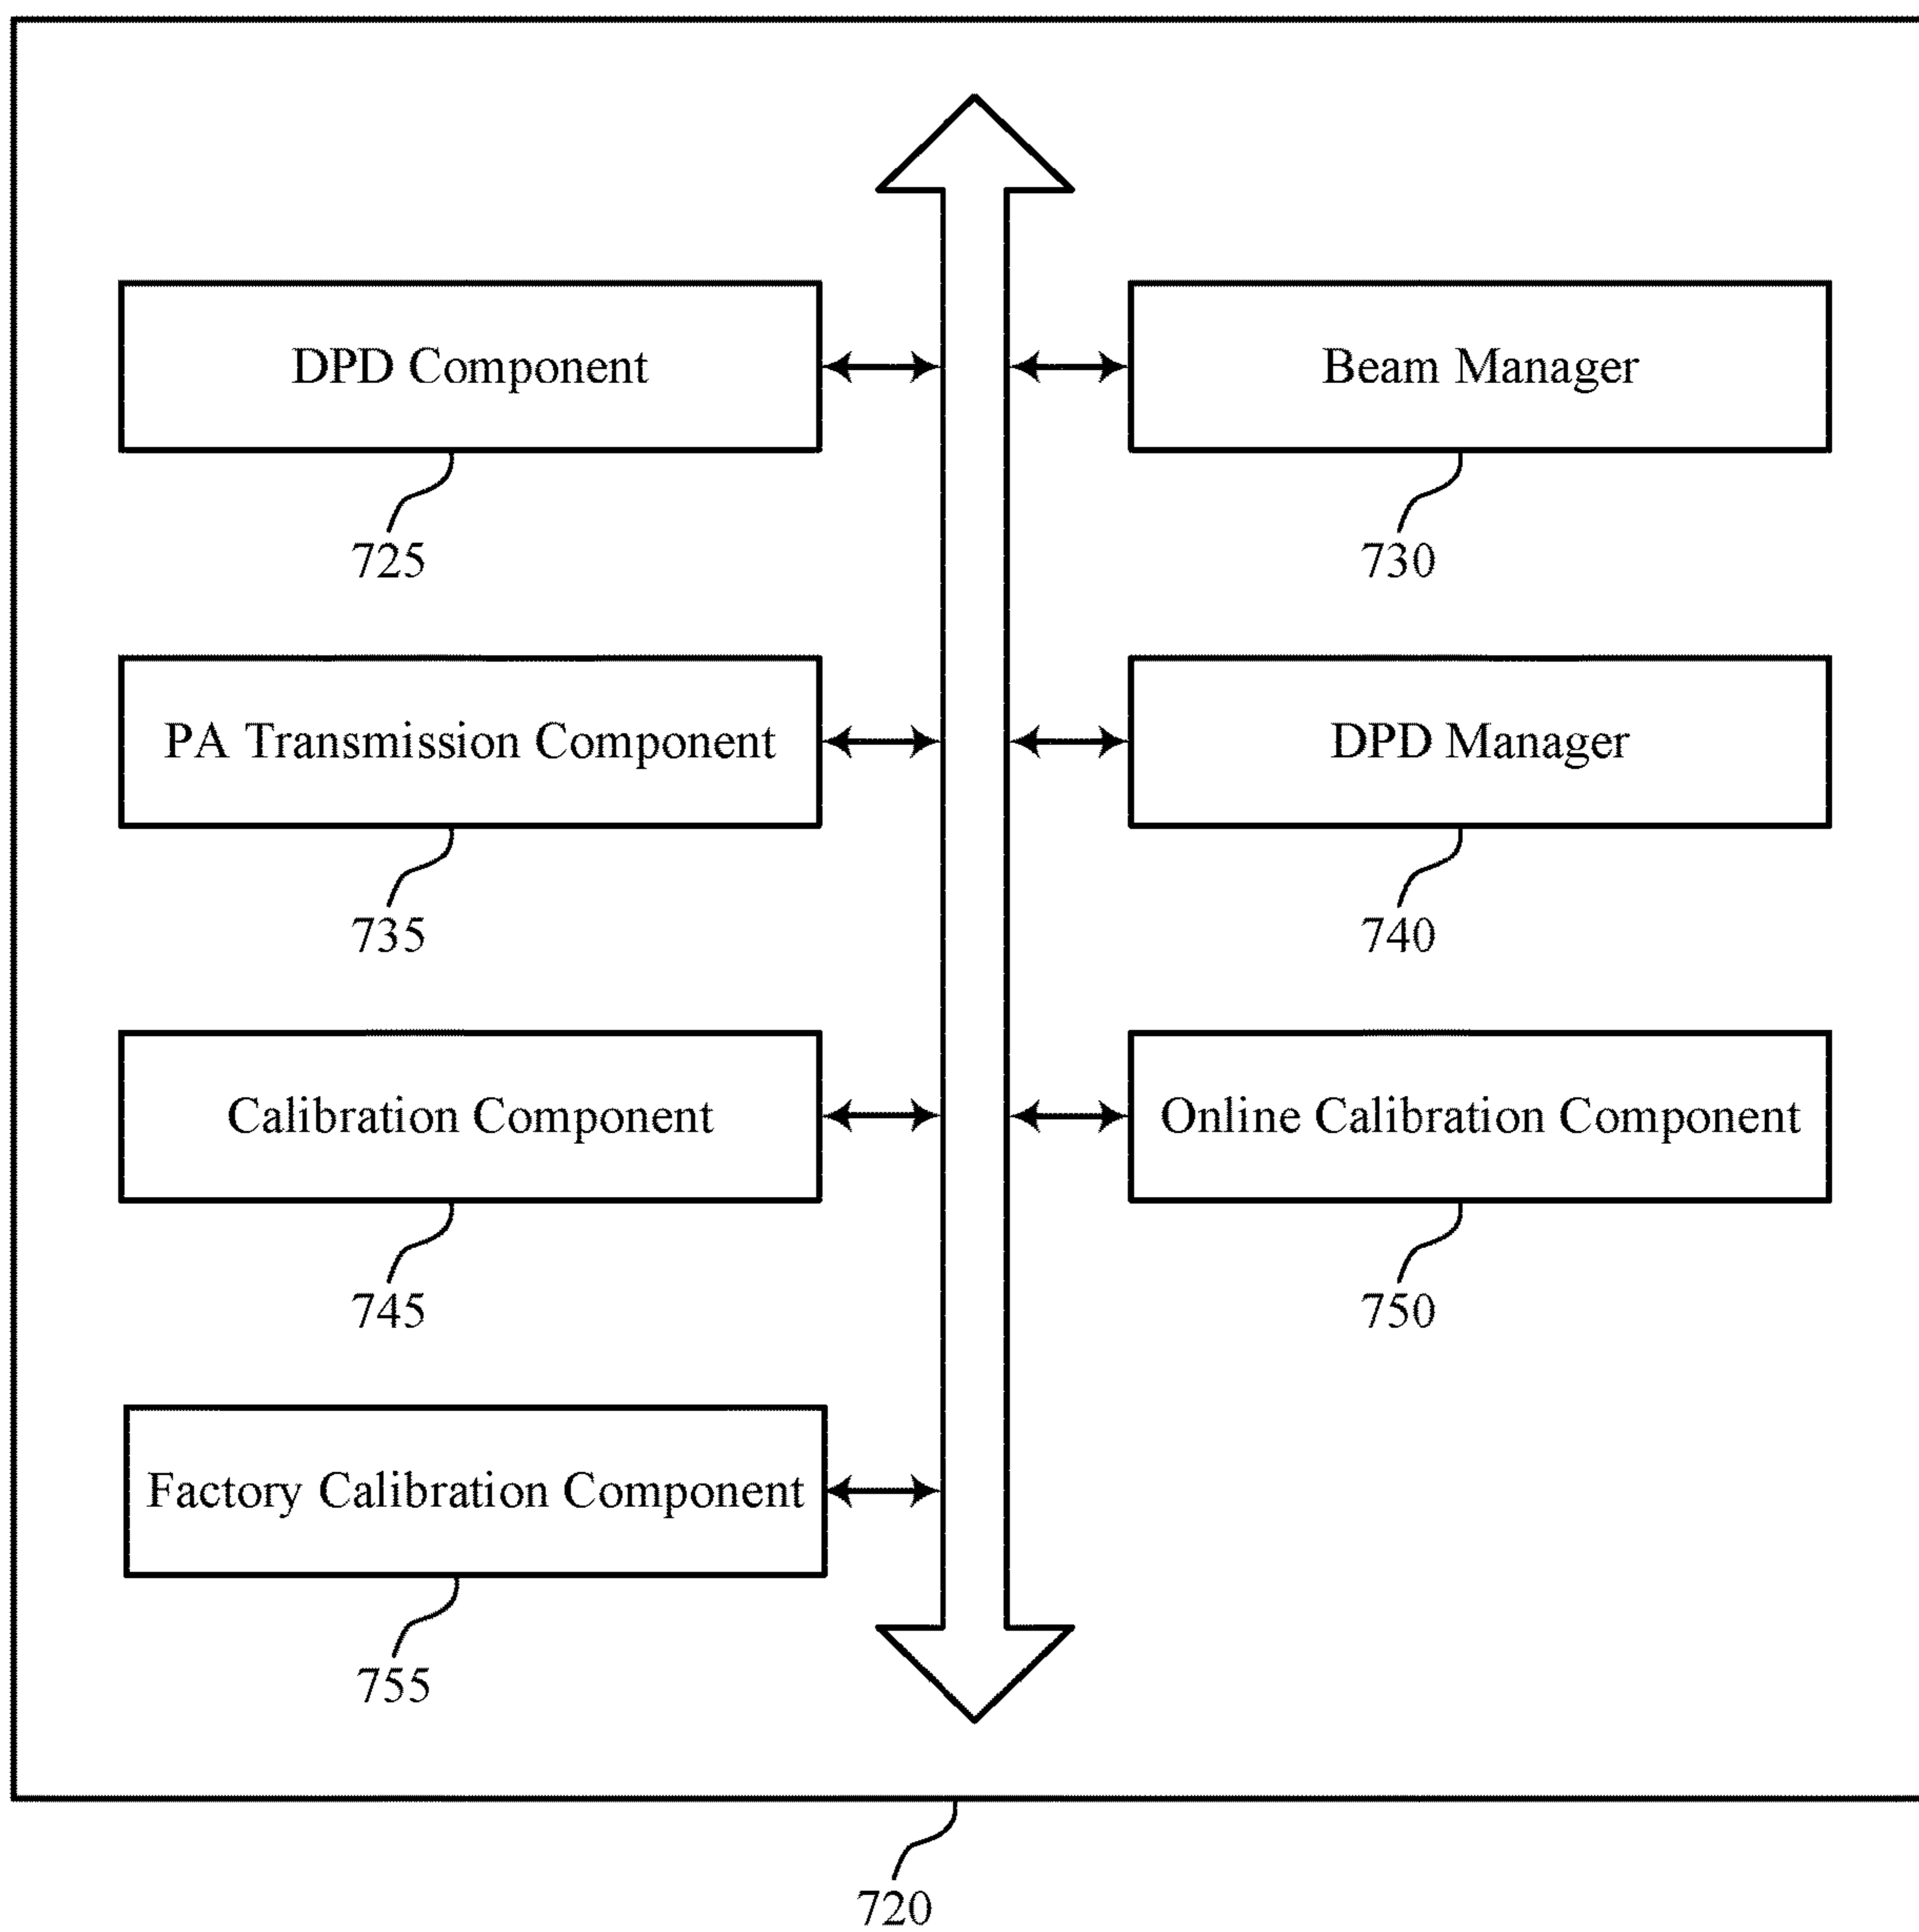 DPD Component
Beam Manager
725
730
PA Transmission Component
DPD Manager
735
740
Calibration Component
Online Calibration Component
745
750
Factory Calibration Component
755
720